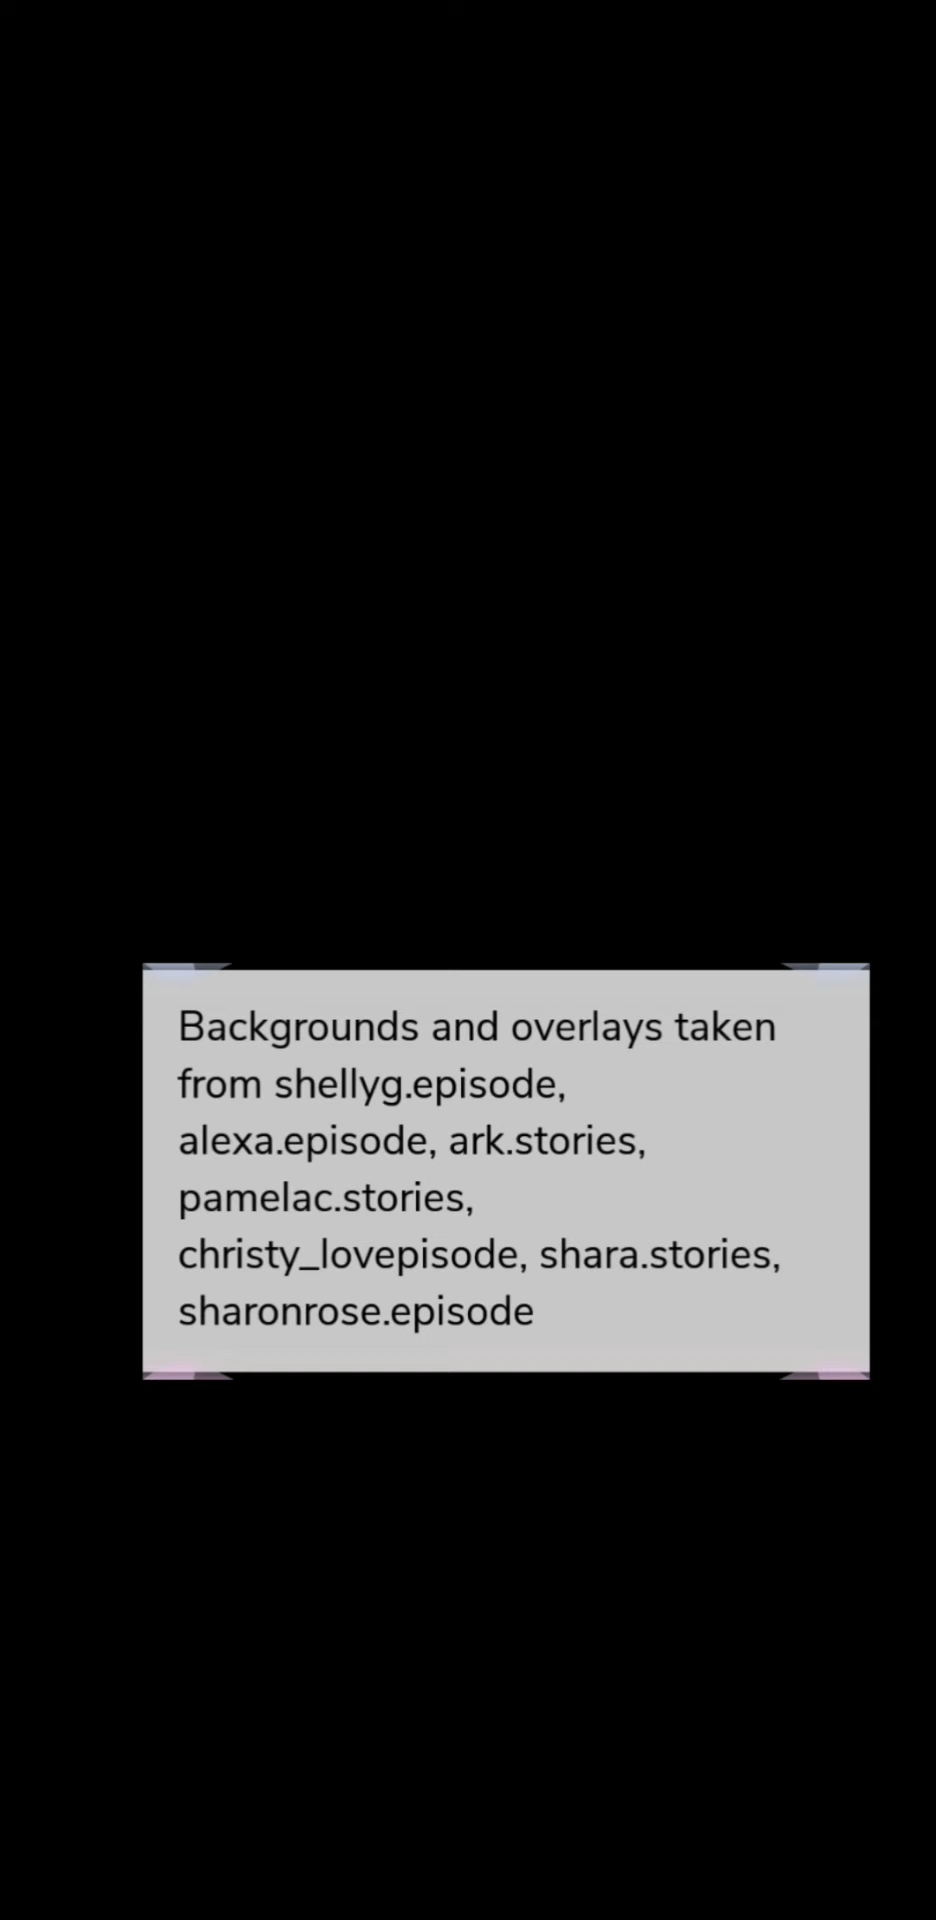 Backgrounds and overlays taken
from shellyg.episode,
alexa.episode, ark.stories,
pamelac.stories,
christy_lovepisode, shara.stories,
sharonrose.episode